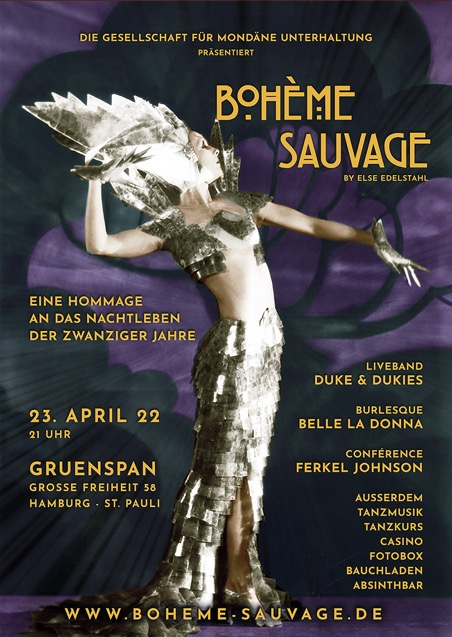 DIE GESELLSCHAFT FÜR MONDÄNE UNTERHALTUNG
PRÄSENTIERT
BOHÈME
SAUVAGE
BY ELSE EDELSTAHL
EINE HOMMAGE
AN DAS NACHTLEBEN
DER ZWANZIGER JAHRE
23. APRIL 22
21 UHR
GRUENSPAN
GROSSE FREIHEIT 58
HAMBURG - ST. PAULI
LIVEBAND
DUKE & DUKIES
BURLESQUE
BELLE LA DONNA
CONFÉRENCE
FERKEL JOHNSON
AUSSERDEM
TANZMUSIK
TANZKURS
CASINO
FOTOBOX
BAUCHLADEN
ABSINTHBAR
WWW.BOHEME-SAUVAGE.DE